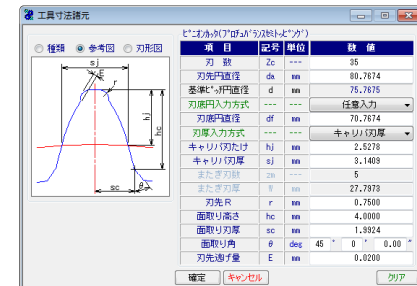 工具寸法諸元
ﾋﾟﾆｵﾝｶｯﾀ(ﾌﾟﾛﾁｭﾊﾞﾗﾝｽｾﾐﾄｯﾋﾟﾝｸﾞ)
種類 参考図 刃形図
項 目 記号 単位 数 値
刃 数 Zc --- 35
刃先円直径 da mm 80.7674
基準ﾋﾟｯﾁ円直径 d mm 75.7675
刃底円入力方式 --- --- 任意入力
刃底円直径 df mm 70.7674
刃厚入力方式 --- --- キャリパ刃厚
キャリパ刃たけ hj mm 2.5278
キャリパ刃厚 sj mm 3.1409
またぎ刃数 zm --- 5
またぎ刃厚 W mm 27.7973
刃先R r mm 0.7500
面取り高さ hc mm 4.0000
面取り刃厚 sc mm 1.9924
面取り角 θ deg 45 ° 0 ' 0.00 "
刃先逃げ量 E mm 0.0200
sj
r
hj
hc
sc
θ
確定 キャンセル クリア